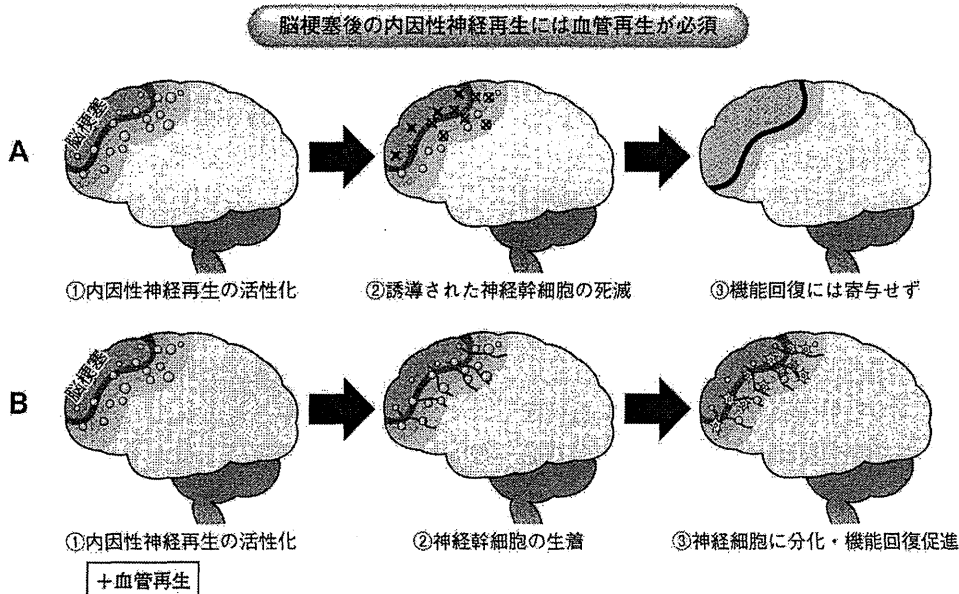 脳梗塞後の内因性神経再生には血管再生が必須
A
脳梗塞
①内因性神経再生の活性化
②誘導された神経幹細胞の死滅
③機能回復には寄与せず
B
脳梗塞
①内因性神経再生の活性化
②神経幹細胞の生着
③神経細胞に分化・機能回復促進
+血管再生